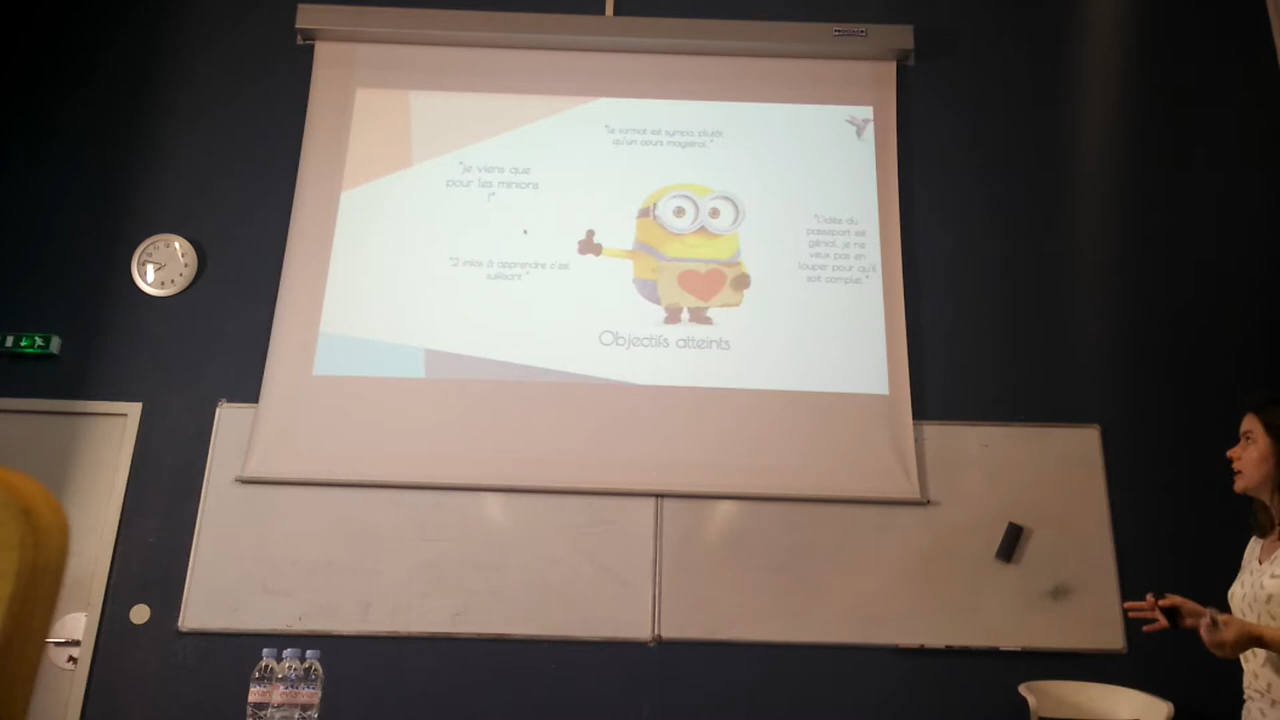 "le format est sympa, plutôt
qu'un cours magistral."
"je viens que
pour les minions
!"
"L'idée du
passeport est
génial, je ne
veux pas en
louper pour qu'il
soit complet."
"2 infos à apprendre c'est
suffisant "
Objectifs atteints
evian
evian